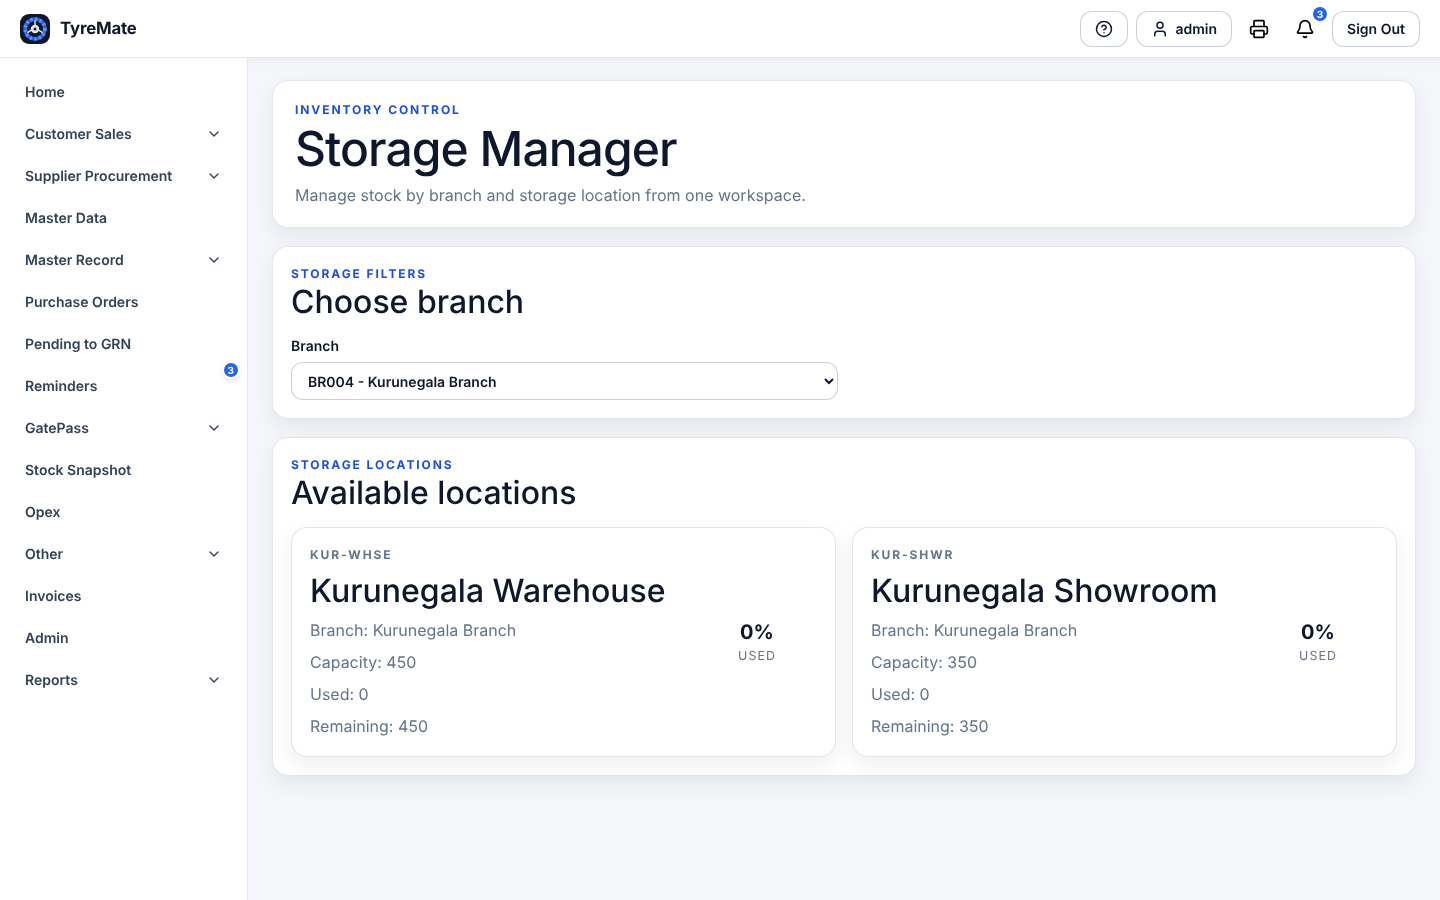 TyreMate
admin
3
Sign Out
Home
Customer Sales
Supplier Procurement
Master Data
Master Record
Purchase Orders
Pending to GRN
Reminders
3
GatePass
Stock Snapshot
Opex
Other
Invoices
Admin
Reports
INVENTORY CONTROL
Storage Manager
Manage stock by branch and storage location from one workspace.
STORAGE FILTERS
Choose branch
Branch
BR004 - Kurunegala Branch
STORAGE LOCATIONS
Available locations
KUR-WHSE
Kurunegala Warehouse
Branch: Kurunegala Branch
Capacity: 450
Used: 0
Remaining: 450
0%
USED
KUR-SHWR
Kurunegala Showroom
Branch: Kurunegala Branch
Capacity: 350
Used: 0
Remaining: 350
0%
USED